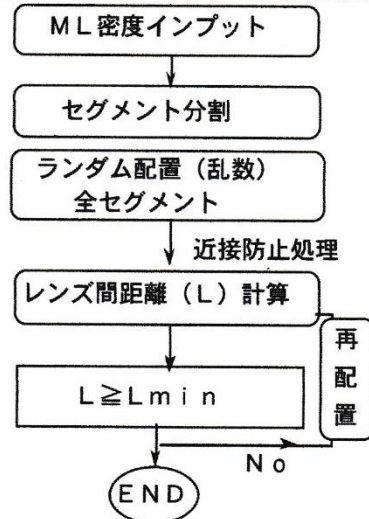 ＭＬ密度インプット
セグメント分割
ランダム配置（乱数）
全セグメント
近接防止処理
レンズ間距離（Ｌ）計算
再
配
置
Ｌ≧Ｌｍｉｎ
Ｎｏ
ＥＮＤ